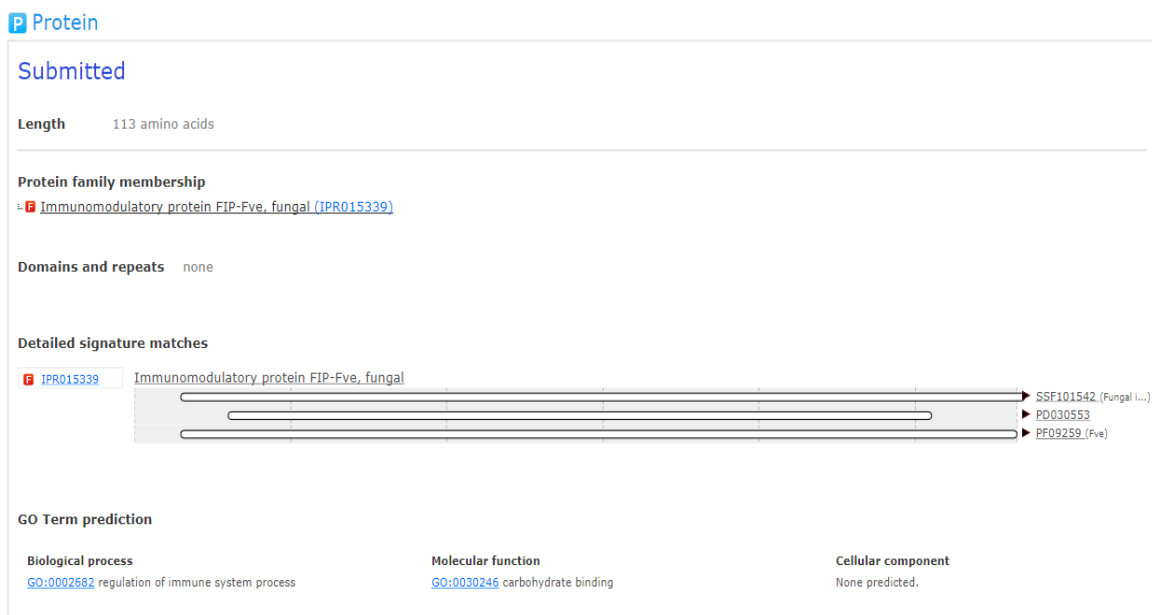 P Protein
Submitted
Length 113 amino acids
Protein family membership
F Immunomodulatory protein FIP-Fve, fungal (IPR015339)
Domains and repeats none
Detailed signature matches
F IPR015339 Immunomodulatory protein FIP-Fve, fungal
SSF101542 (Fungal i...)
PD030553
PF09259 (Fve)
GO Term prediction
Biological process Molecular function Cellular component
GO:0002682 regulation of immune system process GO:0030246 carbohydrate binding None predicted.